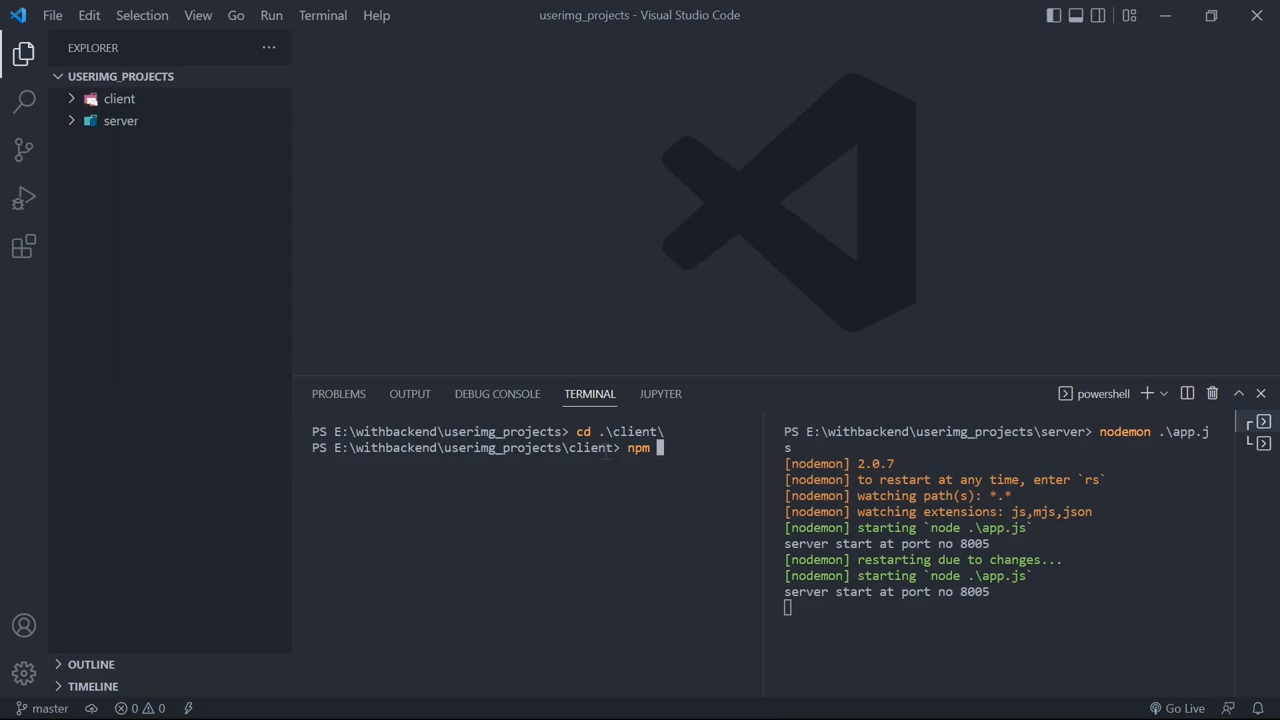 File Edit Selection View Go Run Terminal Help
userimg_projects - Visual Studio Code
EXPLORER
USERIMG_PROJECTS
client
server
OUTLINE
TIMELINE
PROBLEMS OUTPUT DEBUG CONSOLE TERMINAL JUPYTER
powershell
PS E:\withbackend\userimg_projects> cd .\client\
PS E:\withbackend\userimg_projects\client> npm
PS E:\withbackend\userimg_projects\server> nodemon .\app.j
s
[nodemon] 2.0.7
[nodemon] to restart at any time, enter `rs`
[nodemon] watching path(s): *.*
[nodemon] watching extensions: js,mjs,json
[nodemon] starting `node .\app.js`
server start at port no 8005
[nodemon] restarting due to changes...
[nodemon] starting `node .\app.js`
server start at port no 8005
master
0 0
Go Live